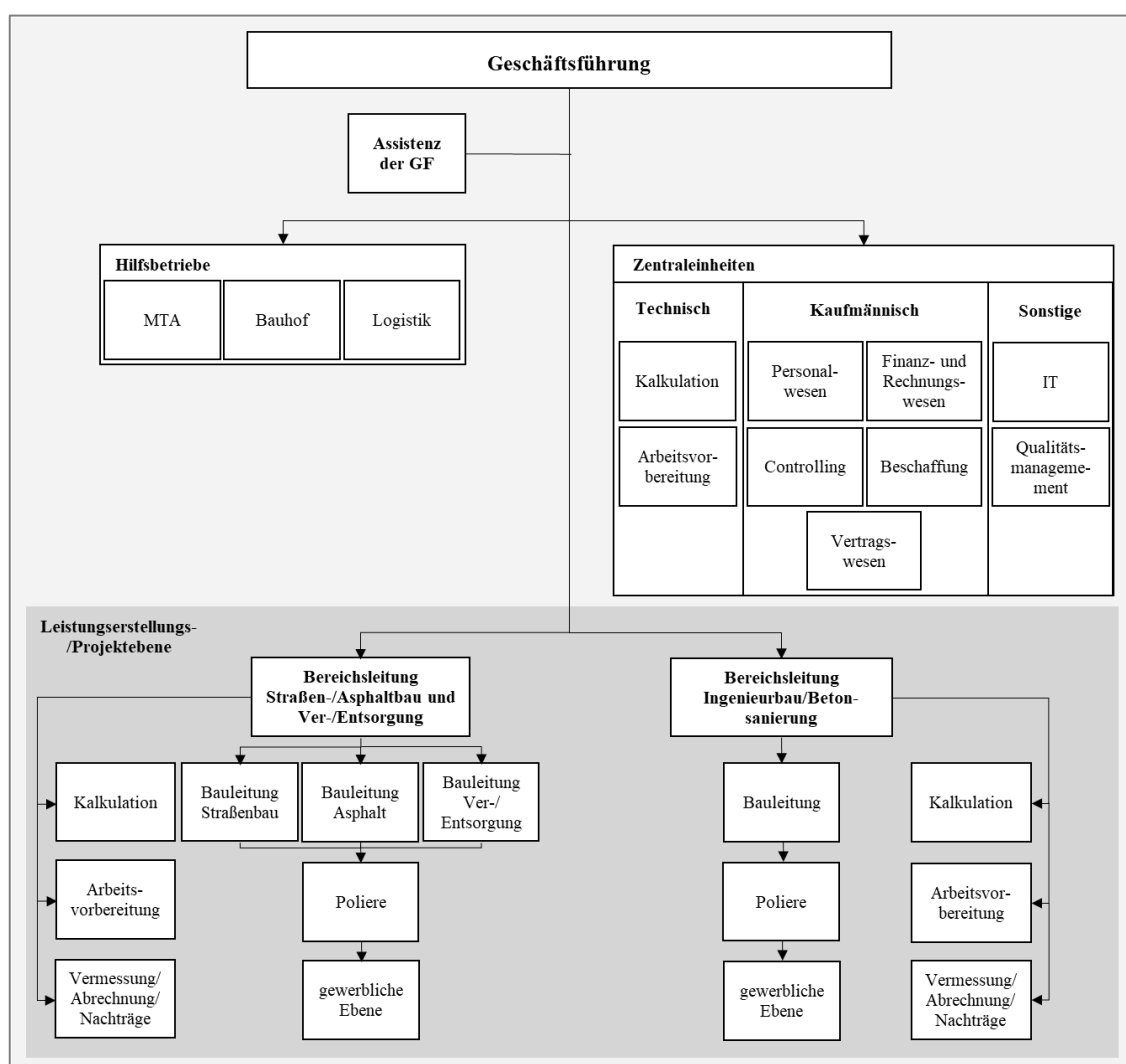 Geschäftsführung
Assistenz
der GF
Hilfsbetriebe
MTA
Bauhof
Logistik
Zentraleinheiten
Technisch
Kaufmännisch
Sonstige
Kalkulation
Personal-
wesen
Finanz- und
Rechnungs-
wesen
IT
Arbeitsvor-
bereitung
Controlling
Beschaffung
Qualitäts-
manageme-
ment
Vertrags-
wesen
Leistungserstellungs-
/Projektebene
Bereichsleitung
Straßen-/Asphaltbau und
Ver-/Entsorgung
Kalkulation
Bauleitung
Straßenbau
Bauleitung
Asphalt
Bauleitung
Ver-/
Entsorgung
Arbeits-
vorbereitung
Poliere
Vermessung/
Abrechnung/
Nachträge
gewerbliche
Ebene
Bereichsleitung
Ingenieurbau/Beton-
sanierung
Bauleitung
Kalkulation
Poliere
Arbeitsvor-
bereitung
gewerbliche
Ebene
Vermessung/
Abrechnung/
Nachträge